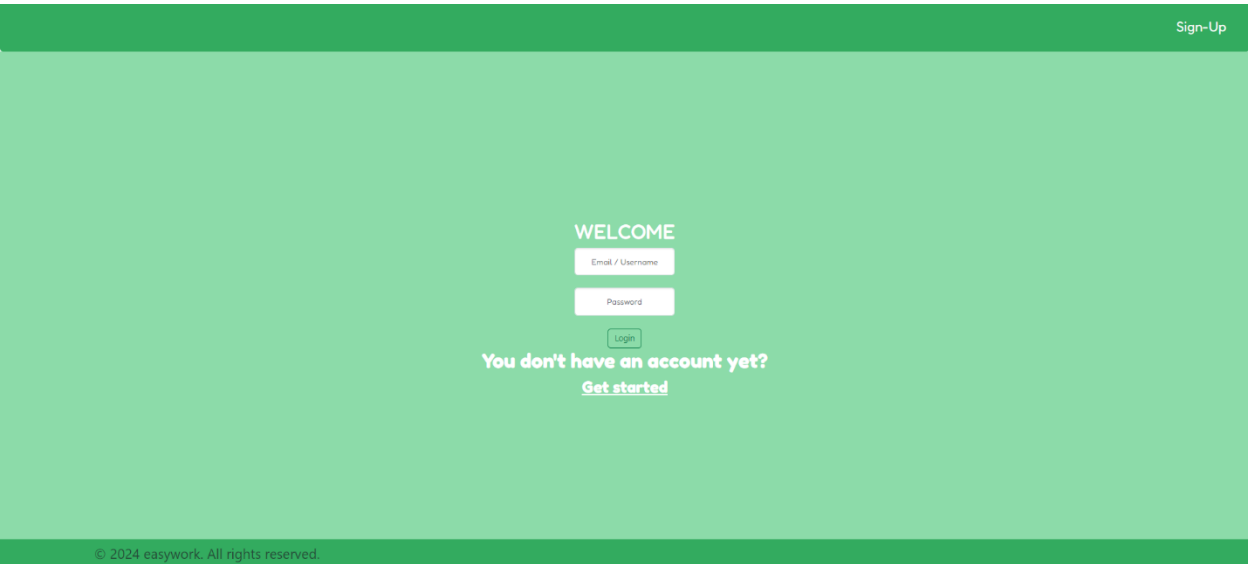 Sign-Up
WELCOME
Email / Username
Password
Login
You don't have an account yet?
Get started
© 2024 easywork. All rights reserved.